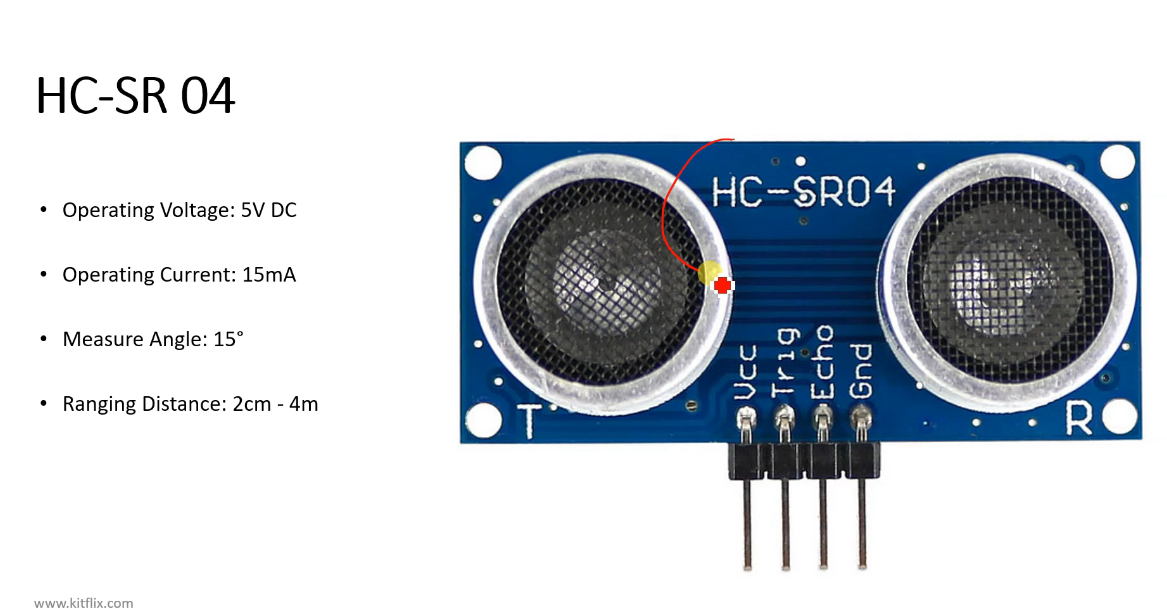 HC-SR 04
• Operating Voltage: 5V DC
• Operating Current: 15mA
• Measure Angle: 15°
• Ranging Distance: 2cm - 4m
HC-SR04
Vcc
Trig
Echo
Gnd
T
R
www.kitflix.com